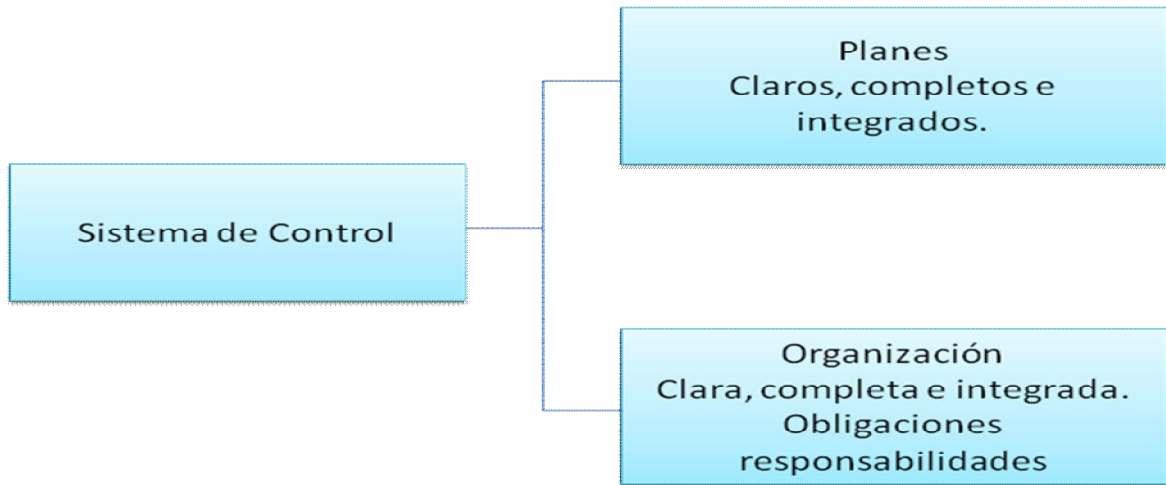 Planes
Claros, completos e
integrados.
Sistema de Control
Organización
Clara, completa e integrada.
Obligaciones
responsabilidades